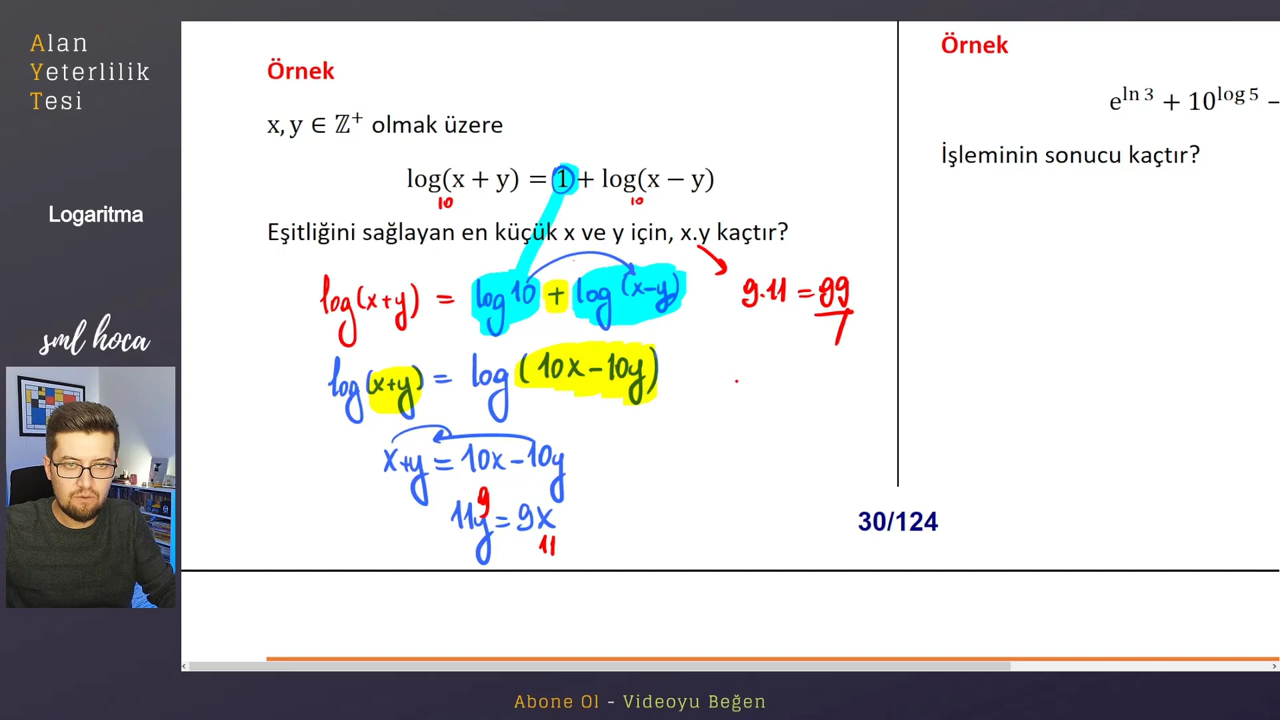 Alan
Yeterlilik
Tesi
Logaritma
sml hoca
Örnek
x, y ∈ ℤ⁺ olmak üzere
log(x + y) = 1 + log(x − y)
10 10
Eşitliğini sağlayan en küçük x ve y için, x.y kaçtır?
log(x+y) = log10 + log(x-y)
9.11 = 99
log(x+y) = log(10x-10y)
x+y = 10x-10y
9
11y = 9x
11
30/124
Örnek
e^(ln 3) + 10^(log 5) −
İşleminin sonucu kaçtır?
Abone Ol - Videoyu Beğen